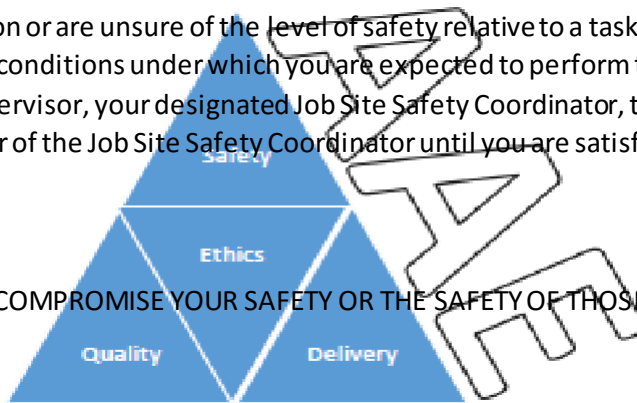 on or are unsure of the level of safety relative to a task
conditions under which you are expected to perform
ervisor, your designated Job Site Safety Coordinator, t
r of the Job Site Safety Coordinator until you are satisf
Safety
Ethics
COMPROMISE YOUR SAFETY OR THE SAFETY OF THOSE
Quality
Delivery
AAE